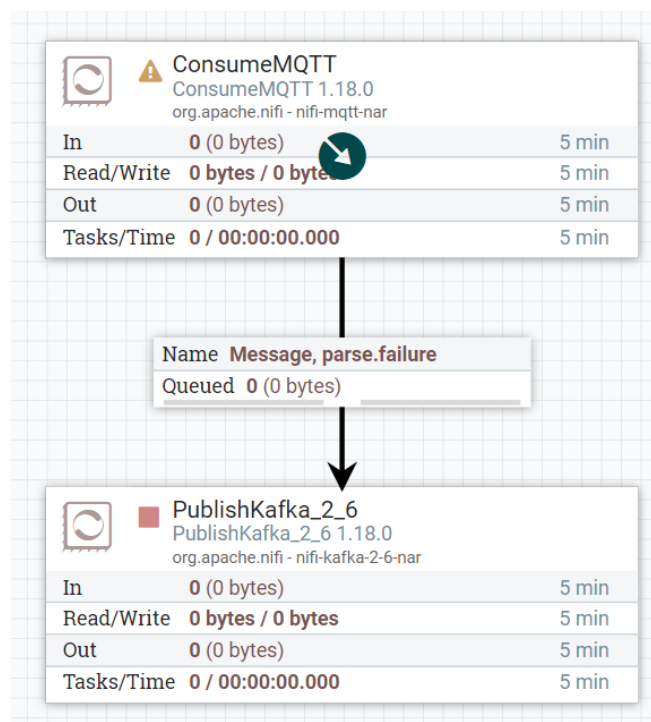 ConsumeMQTT
ConsumeMQTT 1.18.0
org.apache.nifi - nifi-mqtt-nar
In 0 (0 bytes) 5 min
Read/Write 0 bytes / 0 bytes 5 min
Out 0 (0 bytes) 5 min
Tasks/Time 0 / 00:00:00.000 5 min
Name Message, parse.failure
Queued 0 (0 bytes)
PublishKafka_2_6
PublishKafka_2_6 1.18.0
org.apache.nifi - nifi-kafka-2-6-nar
In 0 (0 bytes) 5 min
Read/Write 0 bytes / 0 bytes 5 min
Out 0 (0 bytes) 5 min
Tasks/Time 0 / 00:00:00.000 5 min